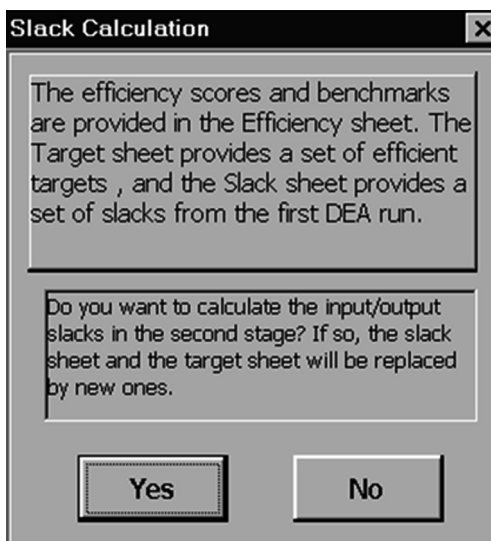 Slack Calculation
The efficiency scores and benchmarks
are provided in the Efficiency sheet. The
Target sheet provides a set of efficient
targets , and the Slack sheet provides a
set of slacks from the first DEA run.
Do you want to calculate the input/output
slacks in the second stage? If so, the slack
sheet and the target sheet will be replaced
by new ones.
Yes
No